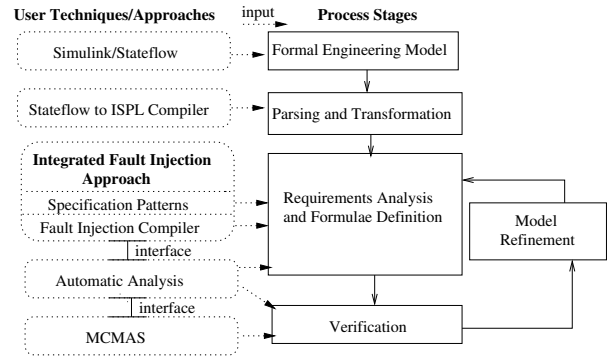 User Techniques/Approaches
input
Process Stages
Simulink/Stateflow
Formal Engineering Model
Stateflow to ISPL Compiler
Parsing and Transformation
Integrated Fault Injection
Approach
Specification Patterns
Fault Injection Compiler
Requirements Analysis
and Formulae Definition
Model
Refinement
interface
Automatic Analysis
interface
MCMAS
Verification